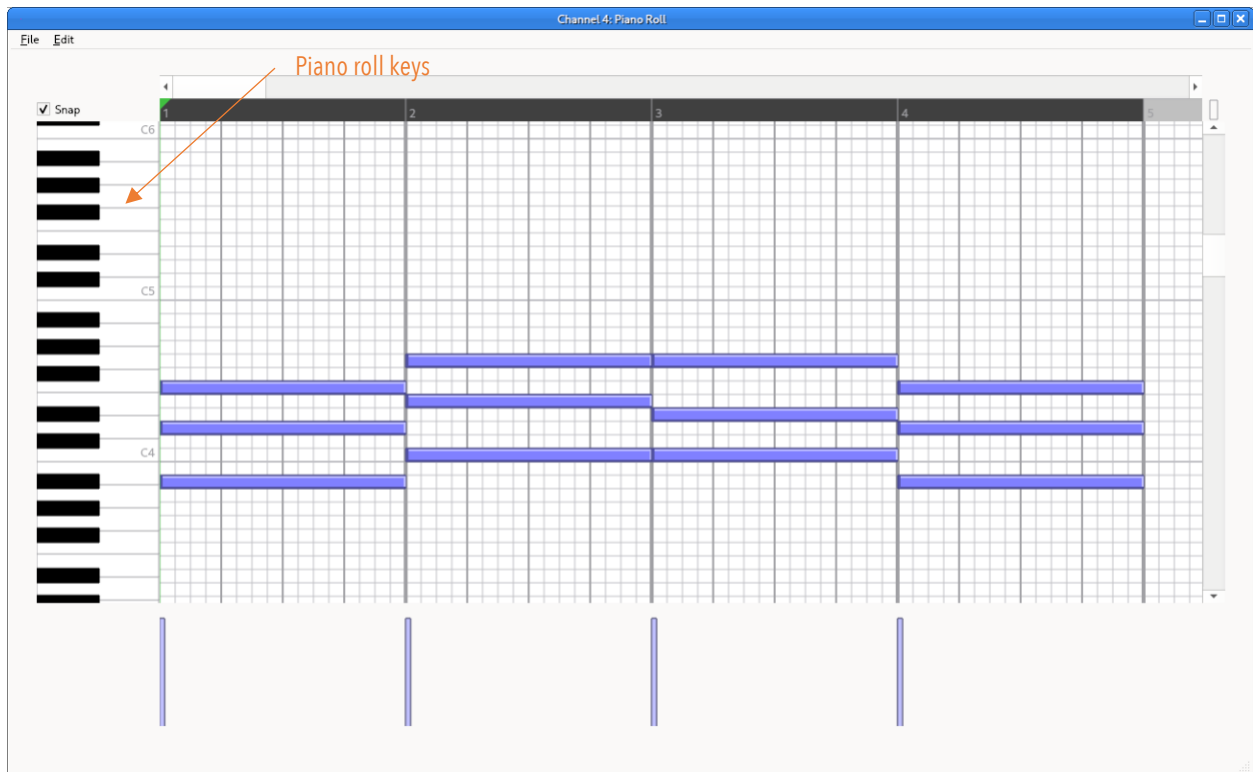 Channel 4: Piano Roll
File Edit
Piano roll keys
Snap
1 2 3 4 5
C6
C5
C4